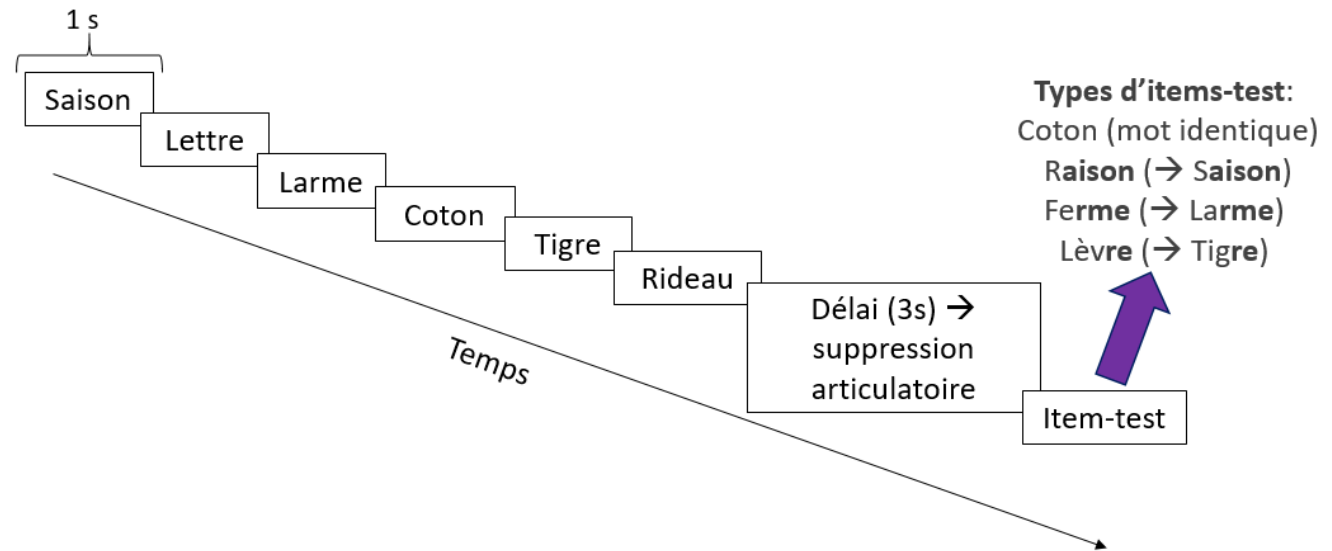 1 s
Saison
Lettre
Larme
Coton
Tigre
Rideau
Délai (3s) →
suppression
articulatoire
Item-test
Temps
Types d'items-test:
Coton (mot identique)
Raison (→ Saison)
Ferme (→ Larme)
Lèvre (→ Tigre)